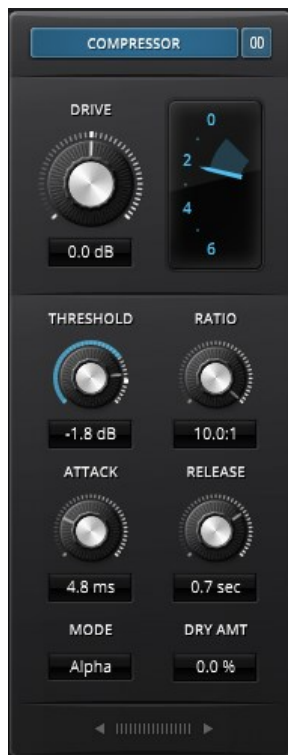 COMPRESSOR
DRIVE
0
2
4
6
0.0 dB
THRESHOLD RATIO
-1.8 dB 10.0:1
ATTACK RELEASE
4.8 ms 0.7 sec
MODE DRY AMT
Alpha 0.0 %